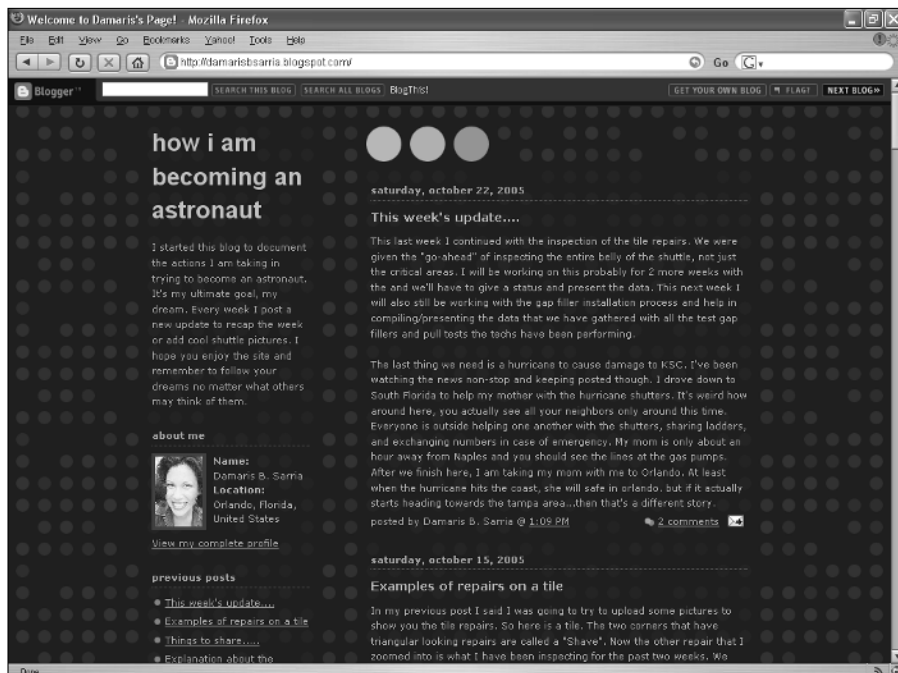 Welcome to Damaris's Page! - Mozilla Firefox
File Edit View Go Bookmarks Yahoo! Tools Help
http://damarisbsarria.blogspot.com/
Go
Blogger
SEARCH THIS BLOG
SEARCH ALL BLOGS
BlogThis!
GET YOUR OWN BLOG
FLAG?
NEXT BLOG»
how i am
becoming an
astronaut
I started this blog to document
the actions I am taking in
trying to become an astronaut.
It's my ultimate goal, my
dream. Every week I post a
new update to recap the week
or add cool shuttle pictures. I
hope you enjoy the site and
remember to follow your
dreams no matter what others
may think of them.
about me
Name:
Damaris B. Sarria
Location:
Orlando, Florida,
United States
View my complete profile
previous posts
This week's update....
Examples of repairs on a tile
Things to share.....
Explanation about the
saturday, october 22, 2005
This week's update....
This last week I continued with the inspection of the tile repairs. We were
given the "go-ahead" of inspecting the entire belly of the shuttle, not just
the critical areas. I will be working on this probably for 2 more weeks with
the and we'll have to give a status and present the data. This next week I
will also still be working with the gap filler installation process and help in
compiling/presenting the data that we have gathered with all the test gap
fillers and pull tests the techs have been performing.
The last thing we need is a hurricane to cause damage to KSC. I've been
watching the news non-stop and keeping posted though. I drove down to
South Florida to help my mother with the hurricane shutters. It's weird how
around here, you actually see all your neighbors only around this time.
Everyone is outside helping one another with the shutters, sharing ladders,
and exchanging numbers in case of emergency. My mom is only about an
hour away from Naples and you should see the lines at the gas pumps.
After we finish here, I am taking my mom with me to Orlando. At least
when the hurricane hits the coast, she will safe in orlando. but if it actually
starts heading towards the tampa area...then that's a different story.
posted by Damaris B. Sarria @ 1:09 PM
2 comments
saturday, october 15, 2005
Examples of repairs on a tile
In my previous post I said I was going to try to upload some pictures to
show you the tile repairs. So here is a tile. The two corners that have
triangular looking repairs are called a "Shave". Now the other repair that I
zoomed into is what I have been inspecting for the past two weeks. We
Done